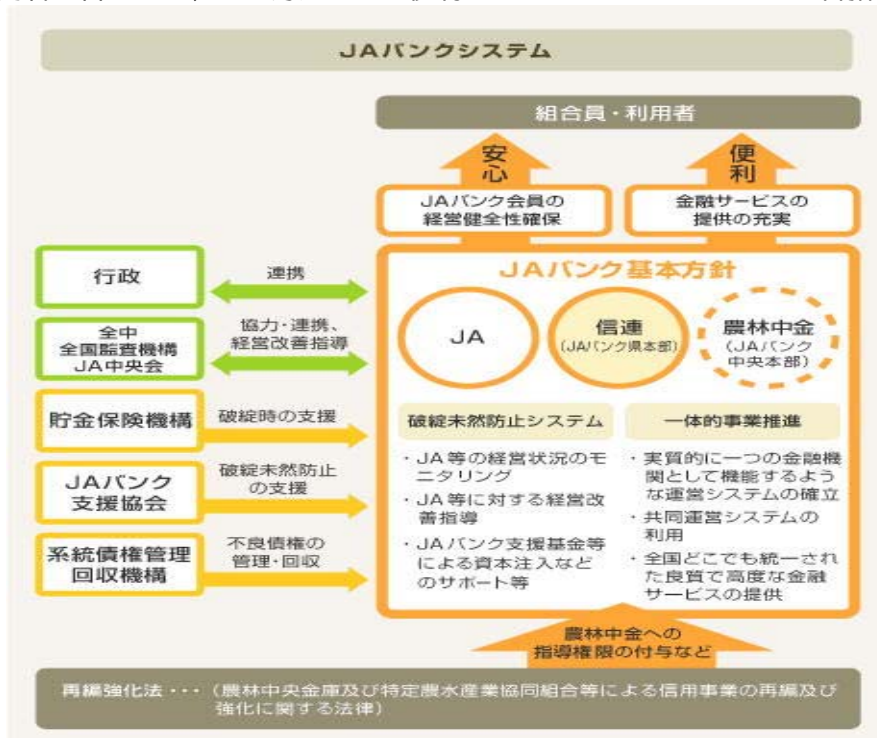 JAバンクシステム
組合員・利用者
安心
便利
JAバンク会員の
経営健全性確保
金融サービスの
提供の充実
JAバンク基本方針
行政
連携
JA
信連
(JAバンク県本部)
農林中金
(JAバンク
中央本部)
全中
全国監査機構
JA中央会
協力・連携、
経営改善指導
貯金保険機構
破綻時の支援
JAバンク
支援協会
破綻未然防止
の支援
系統債権管理
回収機構
不良債権の
管理・回収
破綻未然防止システム
・JA等の経営状況のモ
ニタリング
・JA等に対する経営改
善指導
・JAバンク支援基金等
による資本注入など
のサポート等
一体的事業推進
・実質的に一つの金融機
関として機能するよう
な運営システムの確立
・共同運営システムの
利用
・全国どこでも統一され
た良質で高度な金融
サービスの提供
農林中金への
指導権限の付与など
再編強化法・・・(農林中央金庫及び特定農水産業協同組合等による信用事業の再編及び
強化に関する法律)